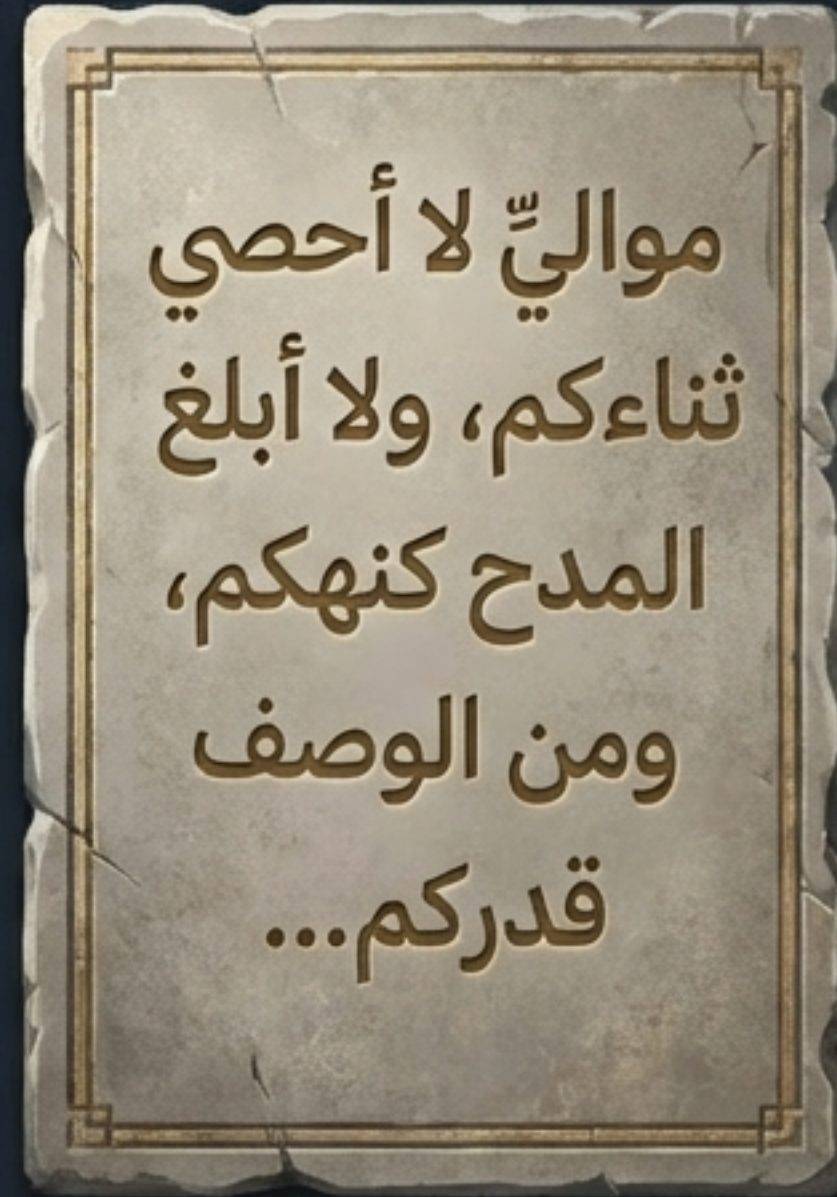 مواليِّ لا أحصي
ثناءكم، ولا أبلغ
المدح كنهكم،
ومن الوصف
قدركم...